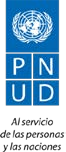 P N
U D
Al servicio
de las personas
y las naciones